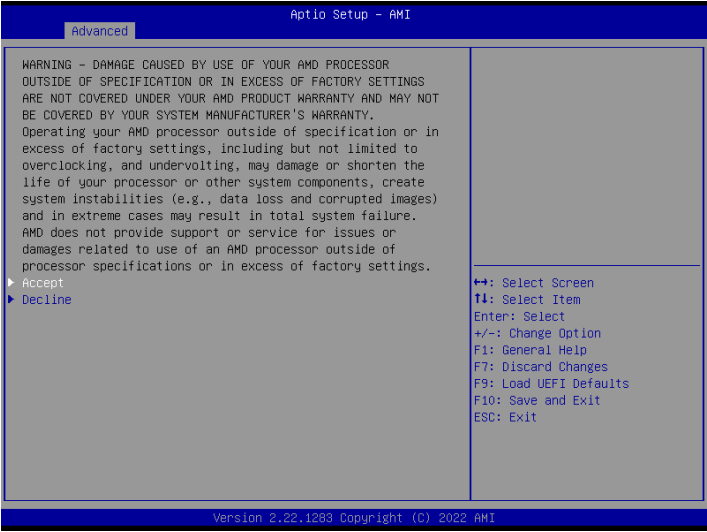 Aptio Setup – AMI
Advanced
WARNING – DAMAGE CAUSED BY USE OF YOUR AMD PROCESSOR
OUTSIDE OF SPECIFICATION OR IN EXCESS OF FACTORY SETTINGS
ARE NOT COVERED UNDER YOUR AMD PRODUCT WARRANTY AND MAY NOT
BE COVERED BY YOUR SYSTEM MANUFACTURER'S WARRANTY.
Operating your AMD processor outside of specification or in
excess of factory settings, including but not limited to
overclocking, and undervolting, may damage or shorten the
life of your processor or other system components, create
system instabilities (e.g., data loss and corrupted images)
and in extreme cases may result in total system failure.
AMD does not provide support or service for issues or
damages related to use of an AMD processor outside of
processor specifications or in excess of factory settings.
Accept
Decline
↔: Select Screen
↑↓: Select Item
Enter: Select
+/-: Change Option
F1: General Help
F7: Discard Changes
F9: Load UEFI Defaults
F10: Save and Exit
ESC: Exit
Version 2.22.1283 Copyright (C) 2022 AMI